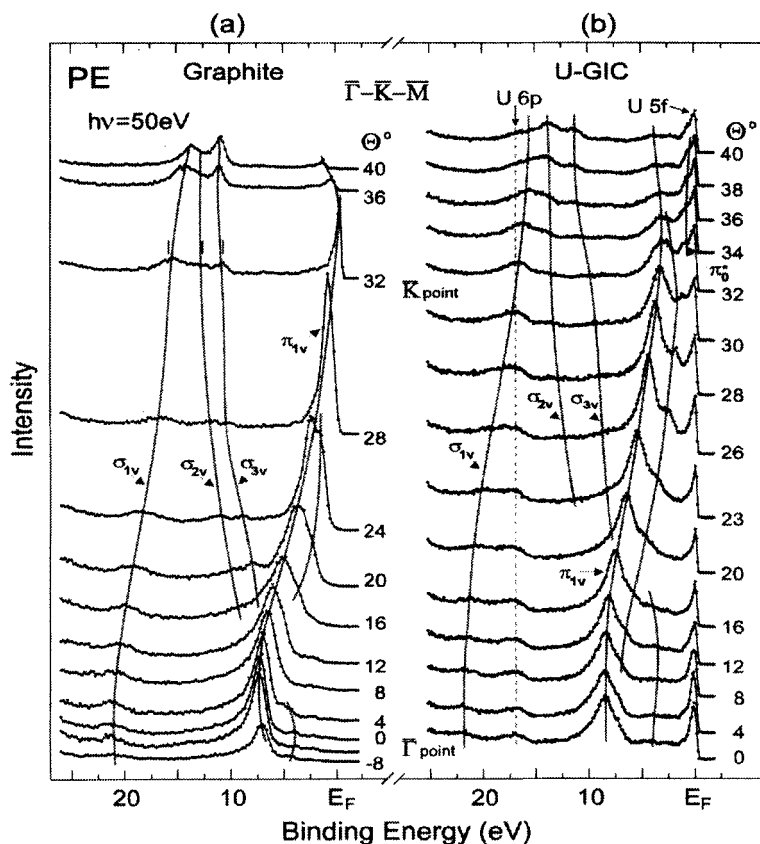 (a)
(b)
PE
Graphite
Γ̄–K̄–M̄
U-GIC
hν=50eV
U 6p
U 5f
Θ°
Θ°
40
36
32
28
24
20
16
12
8
4
0
-8
40
38
36
34
π₀*
32
30
28
26
23
20
16
12
8
4
0
K̄ point
π₁ᵥ
σ₁ᵥ
σ₂ᵥ
σ₃ᵥ
σ₁ᵥ
σ₂ᵥ
σ₃ᵥ
π₁ᵥ
Γ̄ point
Intensity
20
10
E_F
20
10
E_F
Binding Energy (eV)